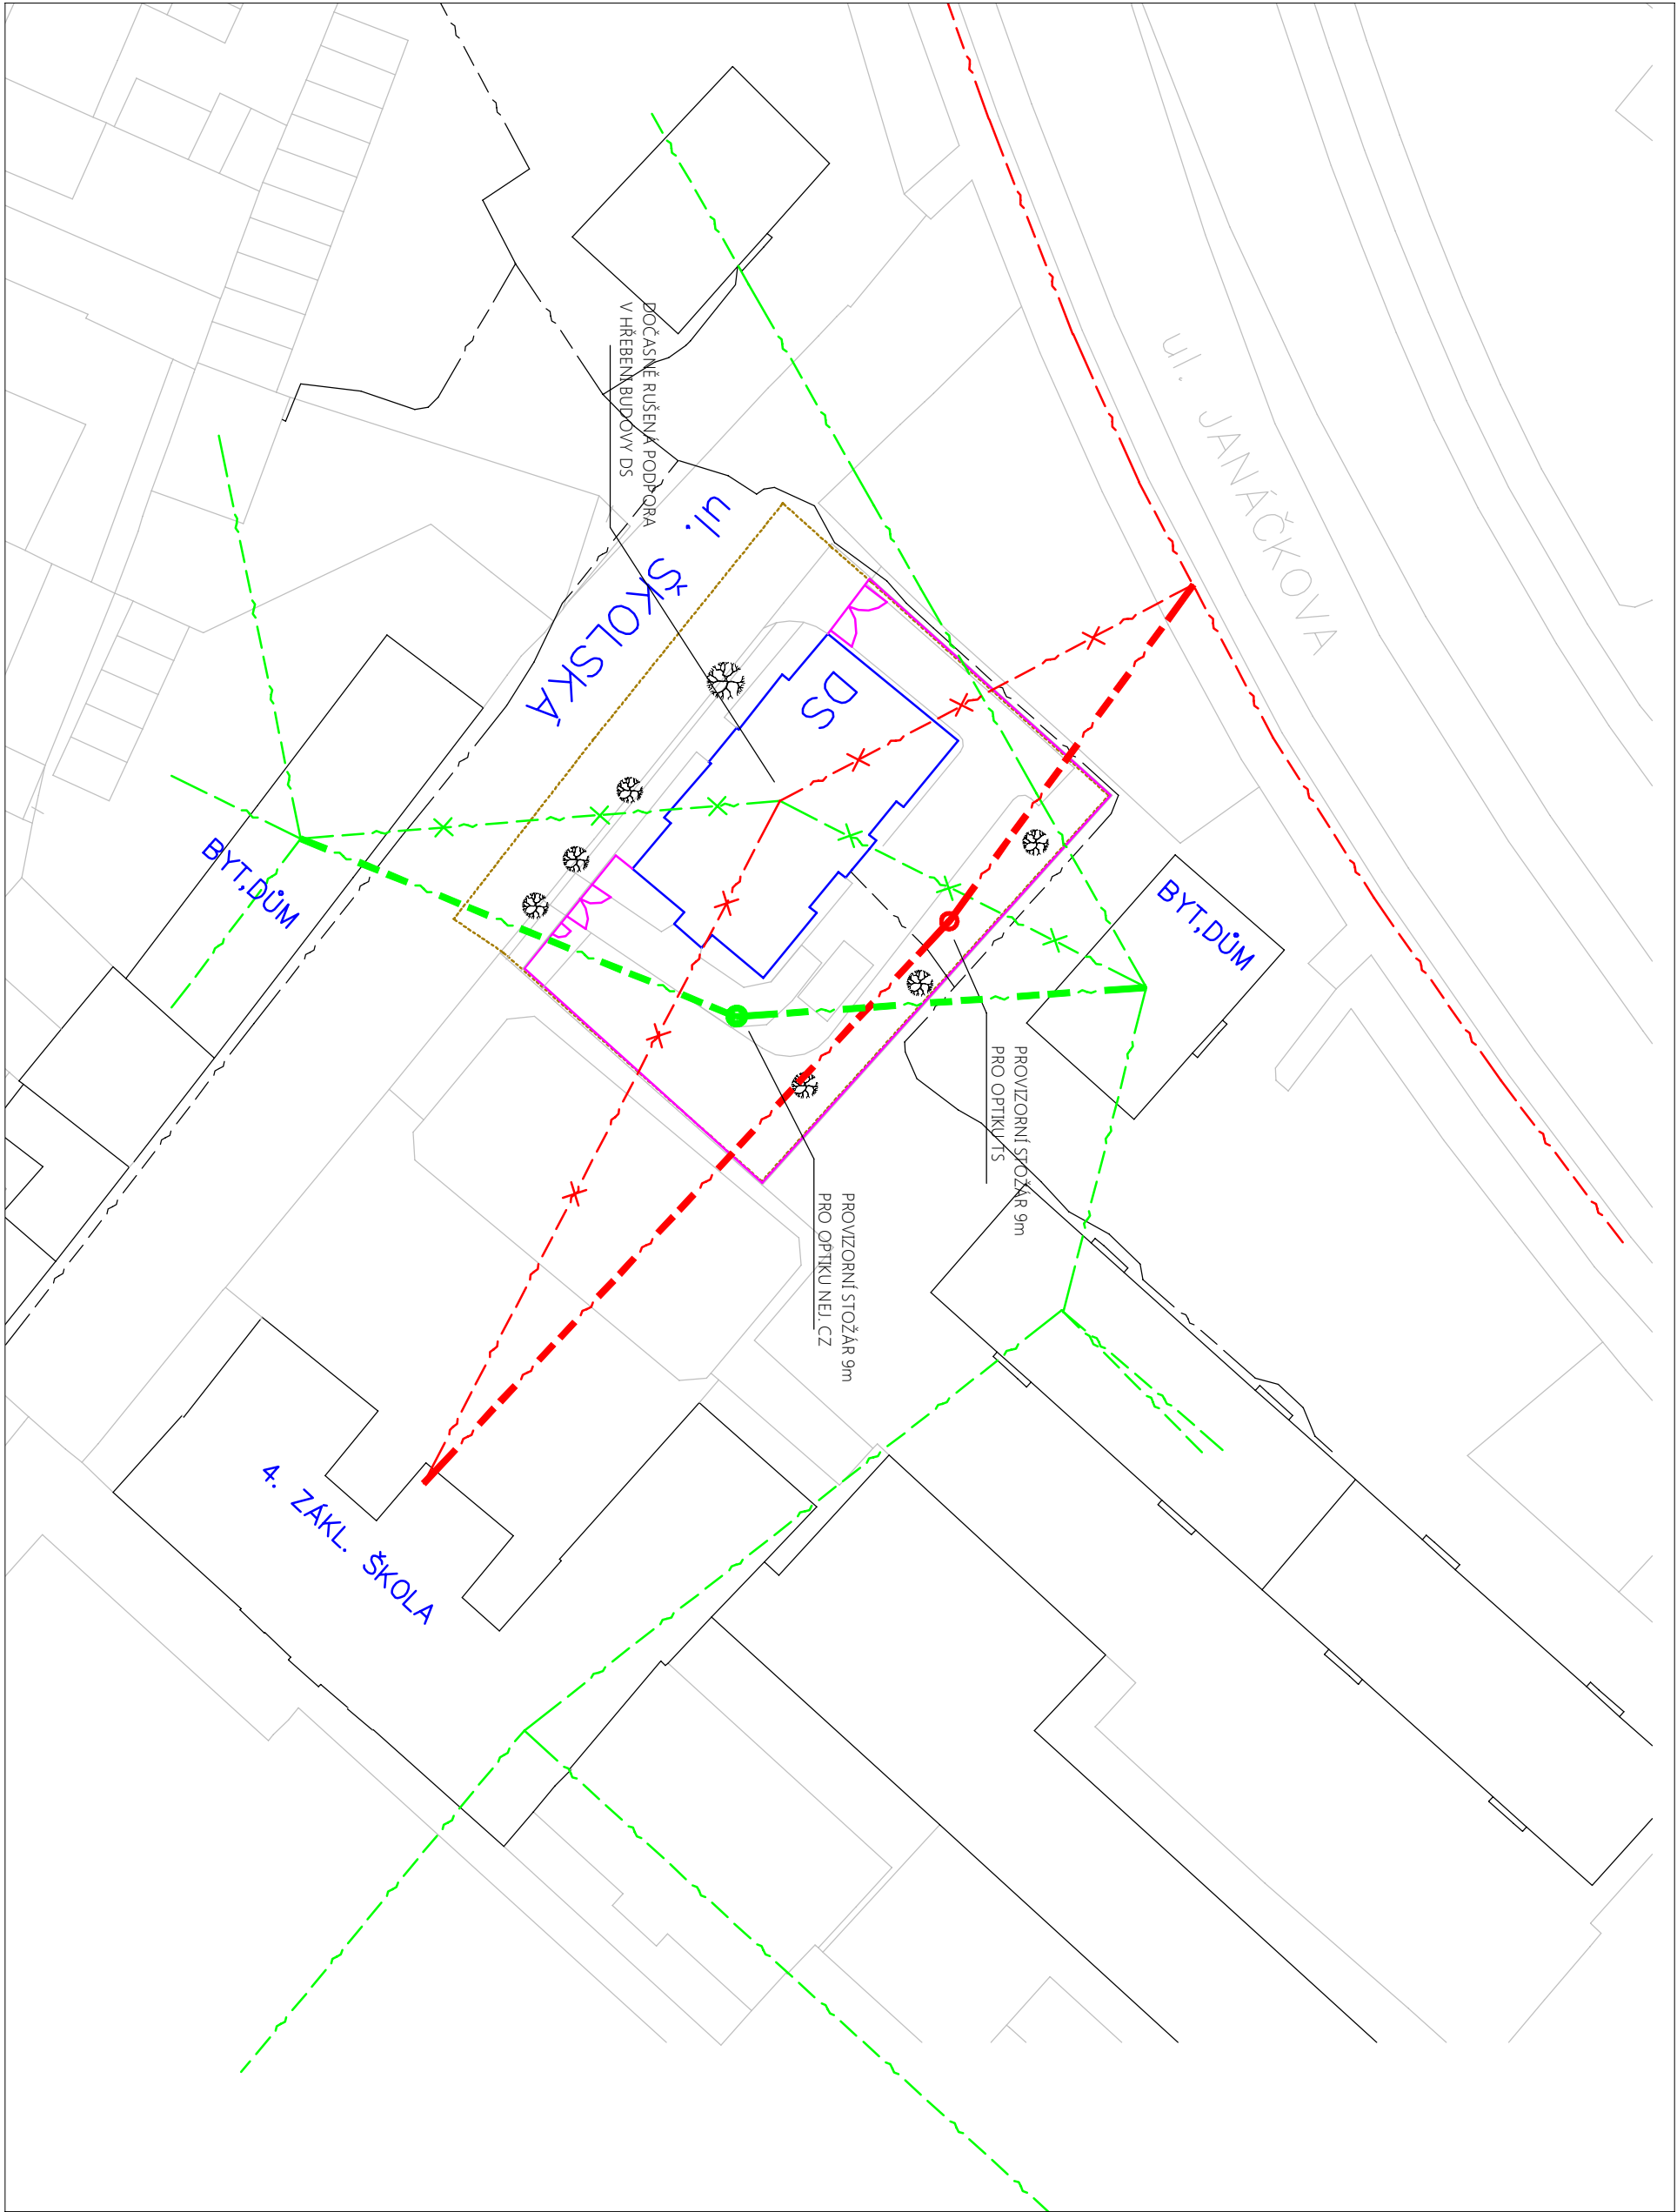 ul. JANÁČKOVA
DOČASNĚ RUŠENÁ PODPORA
V HŘEBENI BUDOVY DS
ul. ŠKOLSKÁ
DS
BYT,DŮM
BYT,DŮM
PROVIZORNÍ STOŽÁR 9m
PRO OPTIKU TS
PROVIZORNÍ STOŽÁR 9m
PRO OPTIKU NEJ.CZ
4. ZÁKL. ŠKOLA